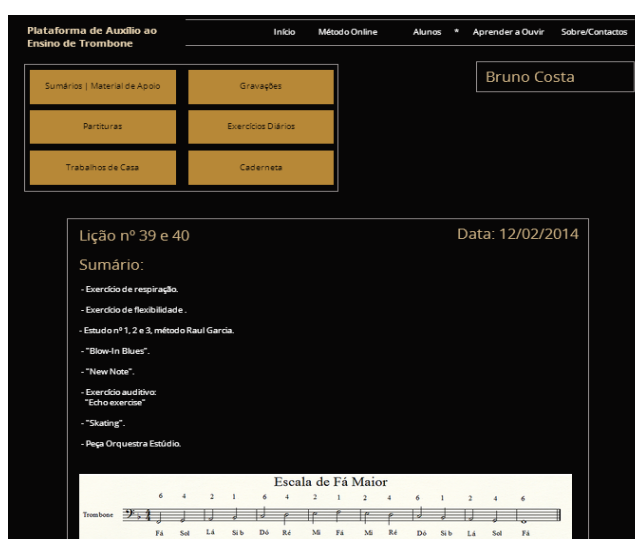 Plataforma de Auxílio ao
Ensino de Trombone
Início Método Online Alunos * Aprender a Ouvir Sobre/Contactos
Sumários | Material de Apoio Gravações
Bruno Costa
Partituras Exercícios Diários
Trabalhos de Casa Caderneta
Lição nº 39 e 40 Data: 12/02/2014
Sumário:
- Exercício de respiração.
- Exercício de flexibilidade .
- Estudo nº 1, 2 e 3, método Raul Garcia.
- "Blow-In Blues".
- "New Note".
- Exercício auditivo:
"Echo exercise"
- "Skating".
- Peça Orquestra Estúdio.
Escala de Fá Maior
6 4 2 1 6 4 2 1 2 4 6 1 2 4 6
Trombone
Fá Sol Lá Si b Dó Ré Mi Fá Mi Ré Dó Si b Lá Sol Fá